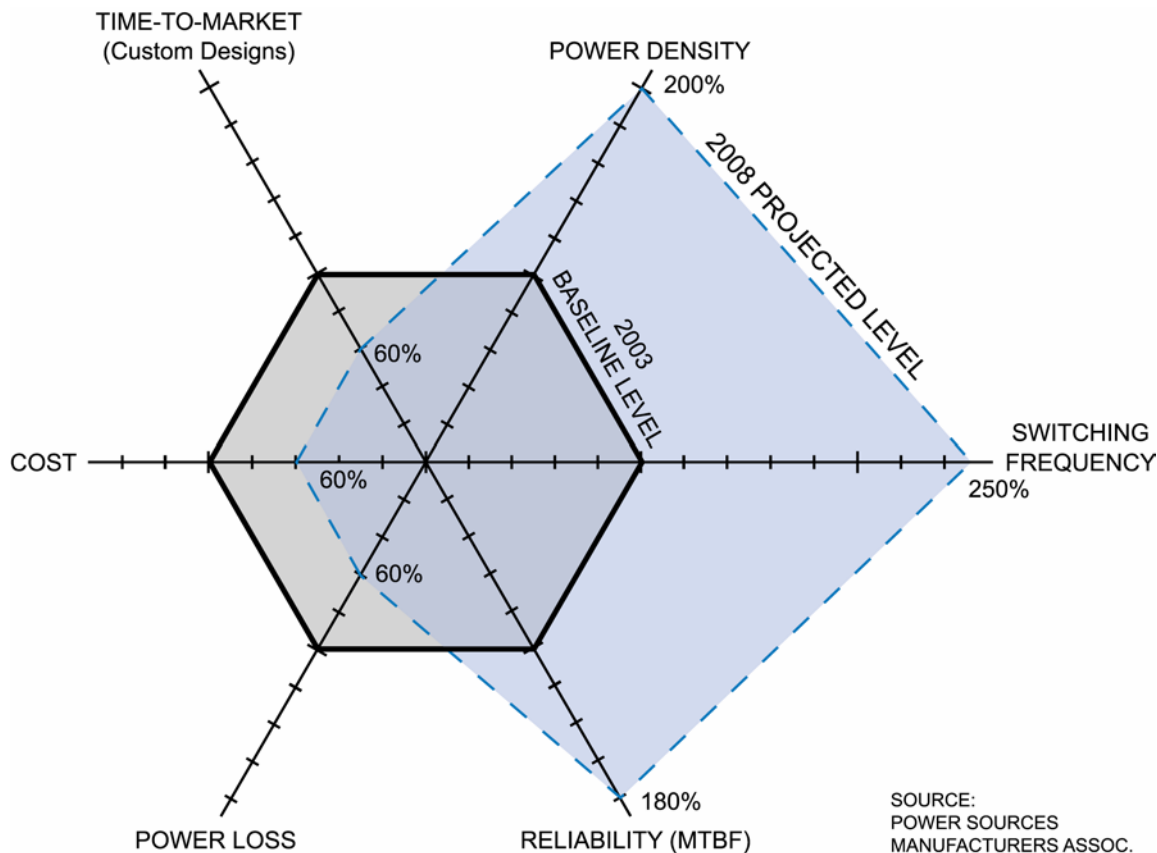 TIME-TO-MARKET
(Custom Designs)
POWER DENSITY
200%
2008 PROJECTED LEVEL
2003
BASELINE LEVEL
60%
COST
60%
SWITCHING
FREQUENCY
250%
60%
180%
POWER LOSS
RELIABILITY (MTBF)
SOURCE:
POWER SOURCES
MANUFACTURERS ASSOC.